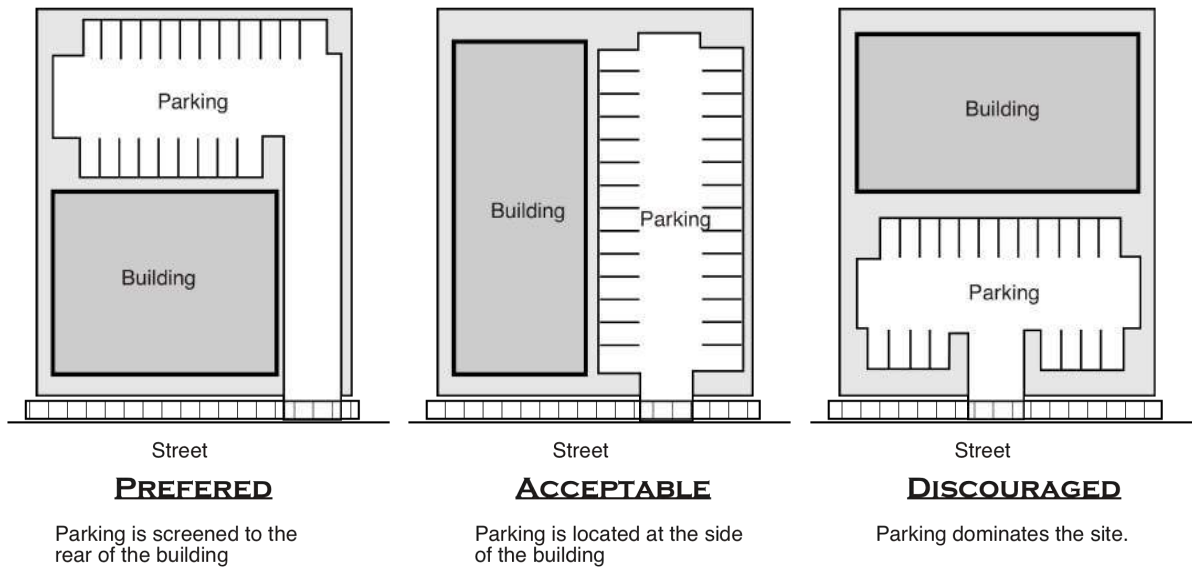 Parking
Building
Street
PREFERED
Parking is screened to the
rear of the building
Building
Parking
Street
ACCEPTABLE
Parking is located at the side
of the building
Building
Parking
Street
DISCOURAGED
Parking dominates the site.